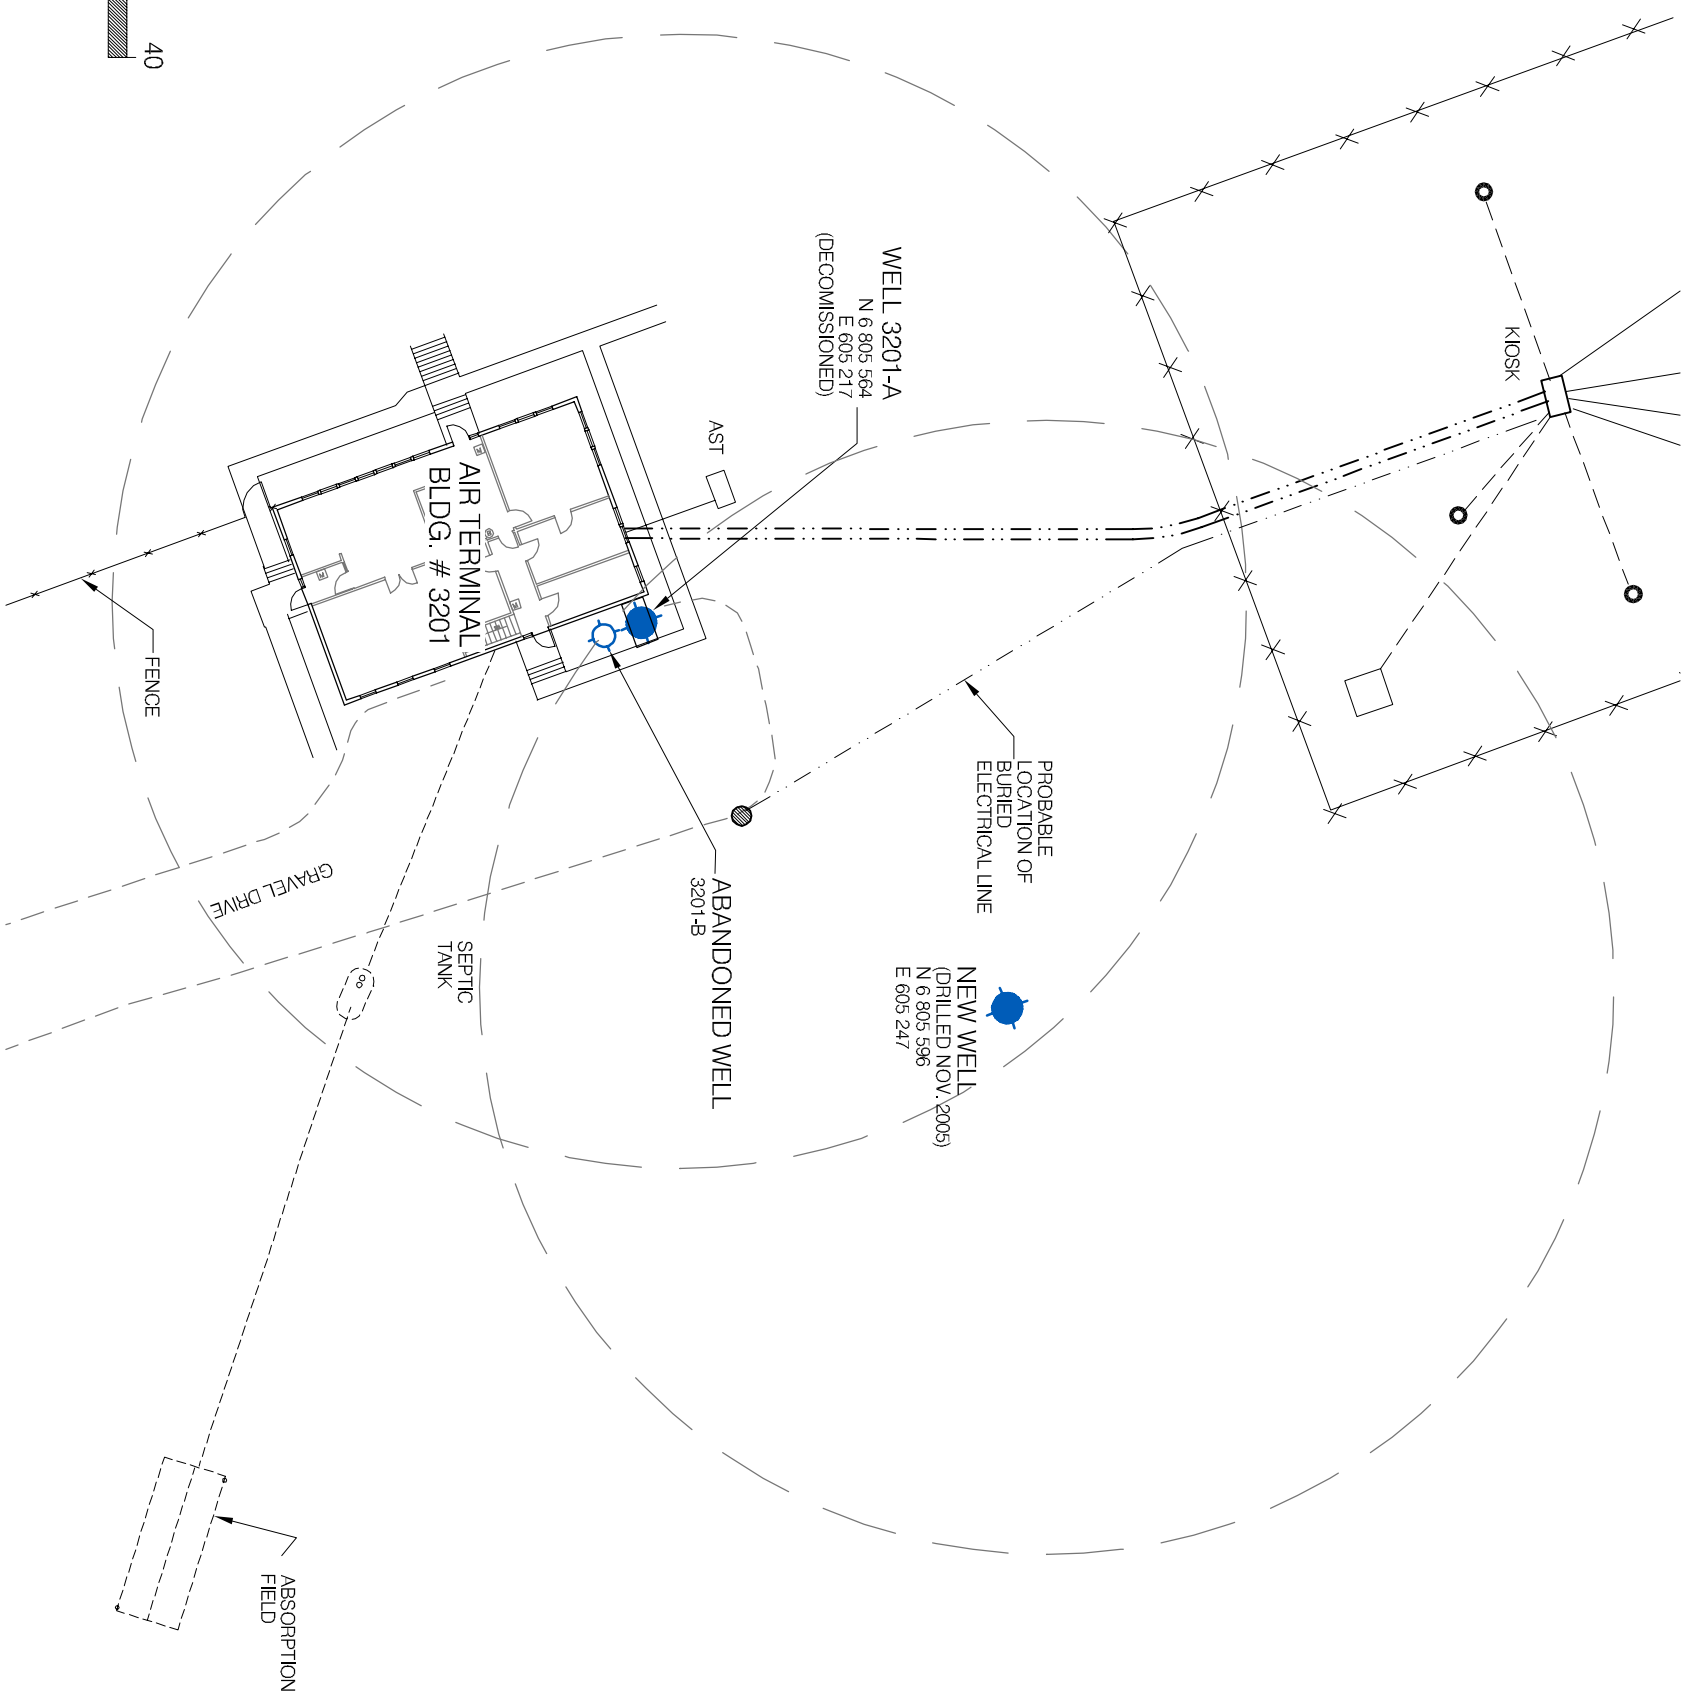 40
KIOSK
WELL 3201-A
N 6 805 564
E 605 217
(DECOMISSIONED)
AST
AIR TERMINAL
BLDG. # 3201
FENCE
PROBABLE
LOCATION OF
BURIED
ELECTRICAL LINE
ABANDONED WELL
3201-B
GRAVEL DRIVE
SEPTIC
TANK
NEW WELL
(DRILLED NOV. 2005)
N 6 805 596
E 605 247
ABSORPTION
FIELD
M
M
M